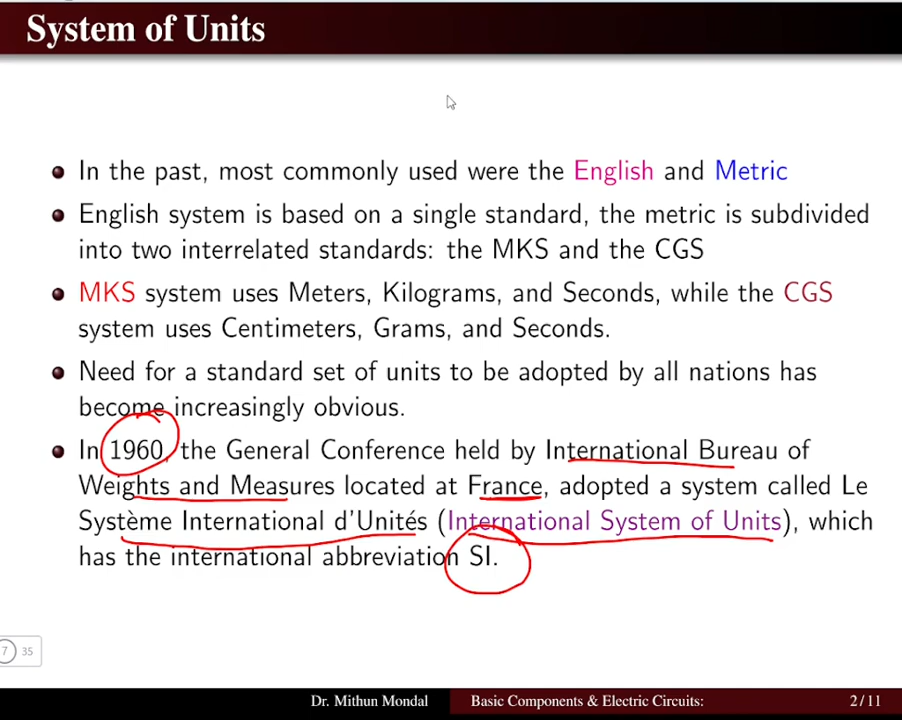 System of Units
In the past, most commonly used were the English and Metric
English system is based on a single standard, the metric is subdivided
into two interrelated standards: the MKS and the CGS
MKS system uses Meters, Kilograms, and Seconds, while the CGS
system uses Centimeters, Grams, and Seconds.
Need for a standard set of units to be adopted by all nations has
become increasingly obvious.
In 1960, the General Conference held by International Bureau of
Weights and Measures located at France, adopted a system called Le
Système International d'Unités (International System of Units), which
has the international abbreviation SI.
7 35
Dr. Mithun Mondal Basic Components & Electric Circuits: 2/11